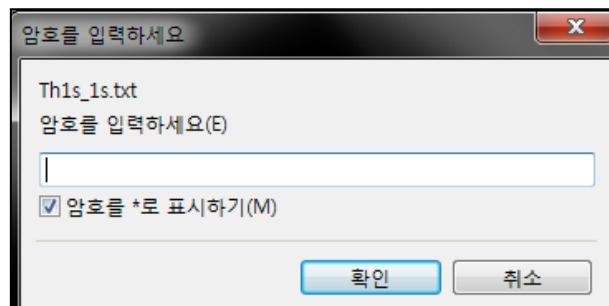 암호를 입력하세요
Th1s_1s.txt
암호를 입력하세요(E)
암호를 *로 표시하기(M)
확인
취소